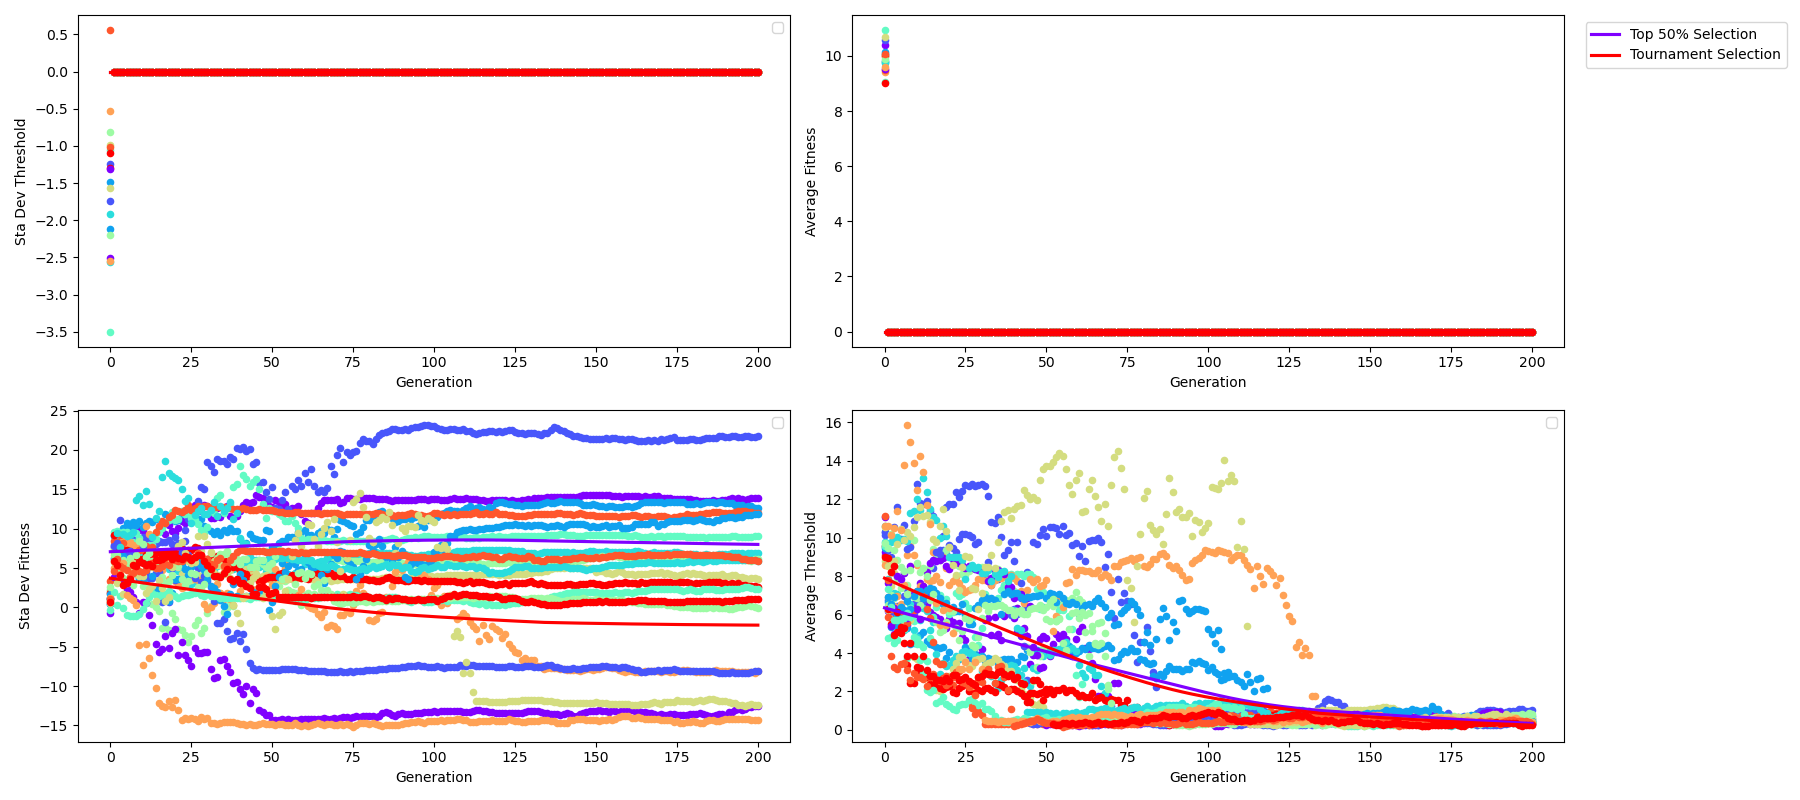 0.5
0.0
−0.5
−1.0
−1.5
−2.0
−2.5
−3.0
−3.5
Sta Dev Threshold
0 25 50 75 100 125 150 175 200
Generation
10
8
6
4
2
0
Average Fitness
0 25 50 75 100 125 150 175 200
Generation
Top 50% Selection
Tournament Selection
25
20
15
10
5
0
−5
−10
−15
Sta Dev Fitness
0 25 50 75 100 125 150 175 200
Generation
16
14
12
10
8
6
4
2
0
Average Threshold
0 25 50 75 100 125 150 175 200
Generation